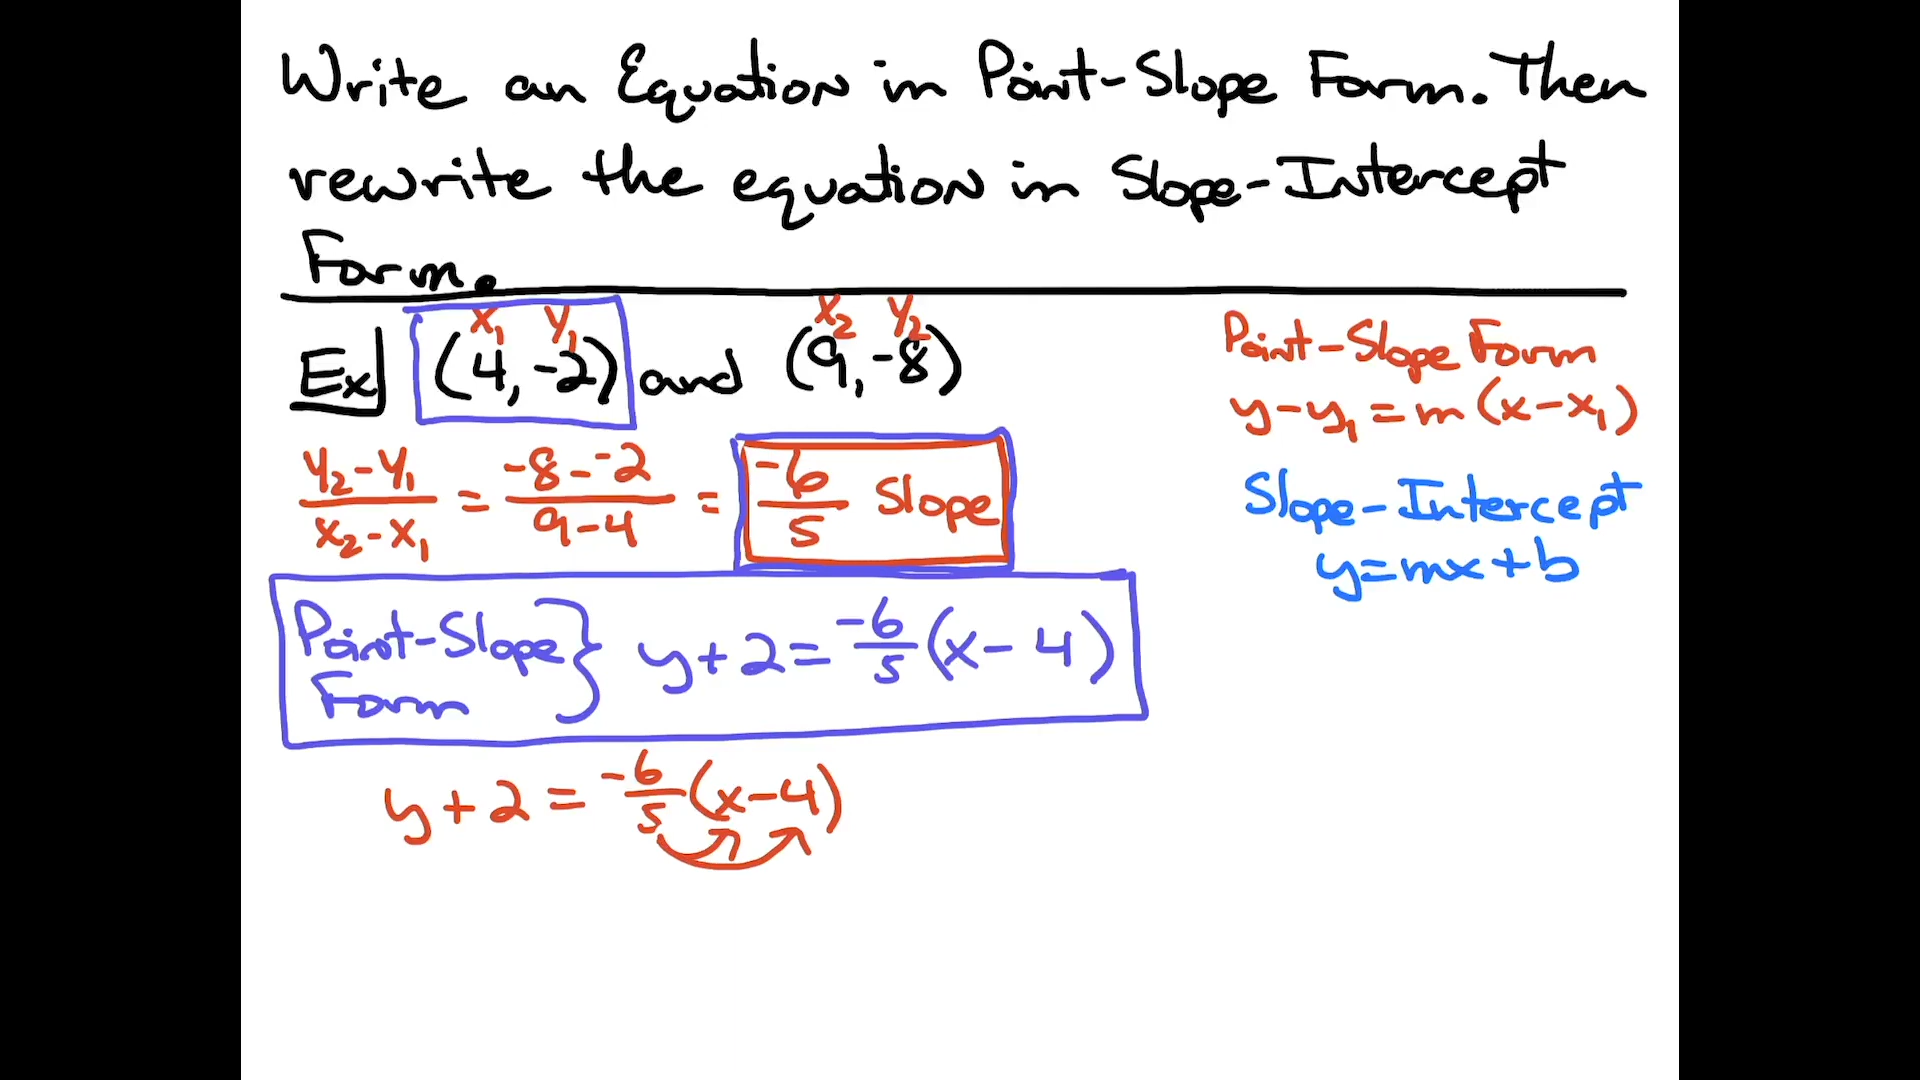 Write an Equation in Point-Slope Form. Then
rewrite the equation in Slope-Intercept
Form.
x₁ y₁ x₂ y₂
Ex (4, -2) and (9, -8)
Point-Slope Form
y-y₁ = m(x-x₁)
y₂-y₁/x₂-x₁ = -8--2/9-4 = -6/5 Slope
Slope-Intercept
y=mx+b
Point-Slope Form } y+2 = -6/5(x-4)
y+2 = -6/5(x-4)